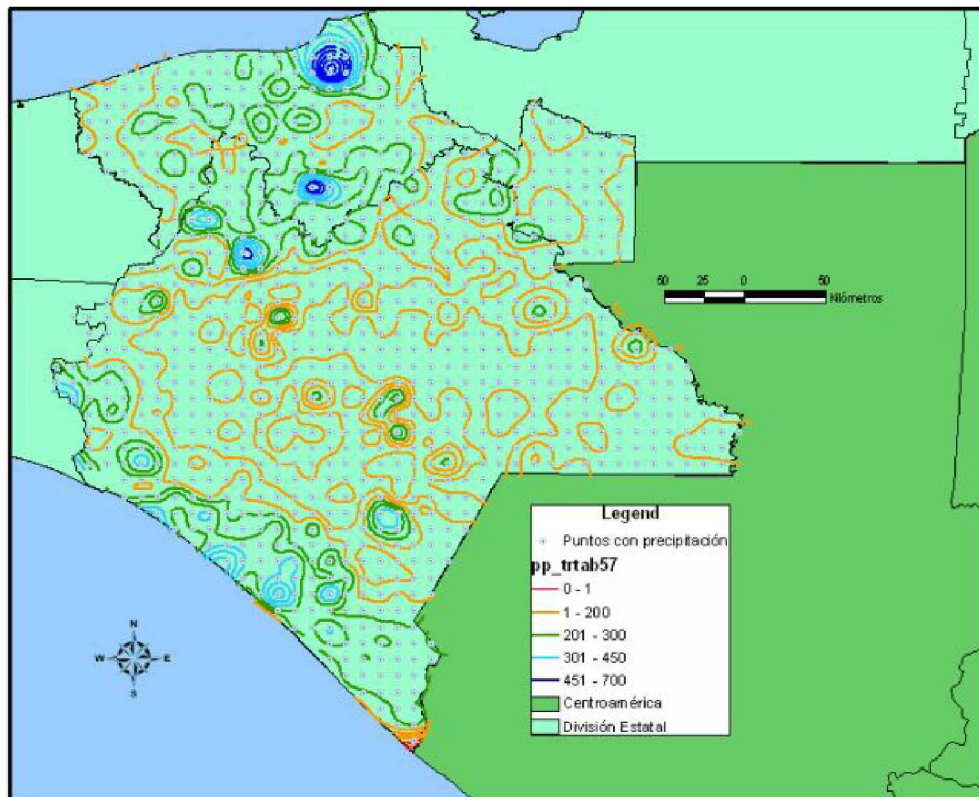 50 25 0 50
Kilómetros
Legend
Puntos con precipitación
pp_trtab57
0 - 1
1 - 200
201 - 300
301 - 450
451 - 700
Centroamérica
División Estatal
N
W E
S